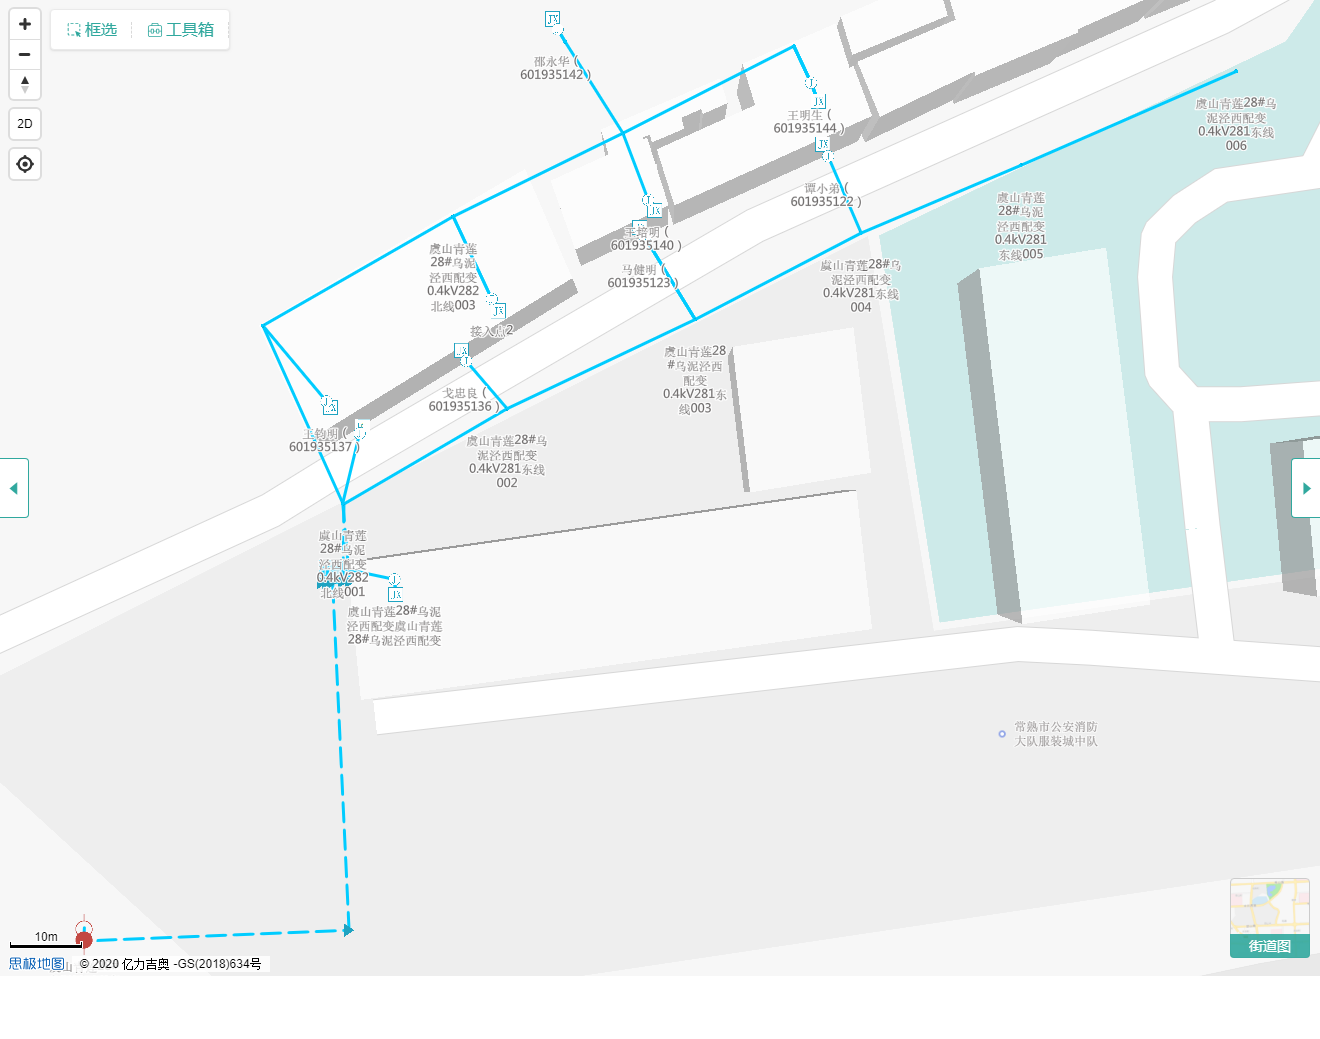 框选
工具箱
2D
邵永华（
601935142）
王明生（
601935144）
谭小弟（
601935122）
王培明（
601935140）
马健明（
601935123）
虞山青莲
28#乌泥
泾西配变
0.4kV282
北线003
接入点2
戈忠良（
601935136）
王钧明（
601935137）
虞山青莲28#乌
泥泾西配变
0.4kV281东线
002
虞山青莲28
#乌泥泾西
配变
0.4kV281东
线003
虞山青莲28#乌
泥泾西配变
0.4kV281东线
004
虞山青莲
28#乌泥
泾西配变
0.4kV281
东线005
虞山青莲28#乌
泥泾西配变
0.4kV281东线
006
虞山青莲
28#乌泥
泾西配变
0.4kV282
北线001
虞山青莲28#乌泥
泾西配变虞山青莲
28#乌泥泾西配变
常熟市公安消防
大队服装城中队
10m
思极地图
© 2020 亿力吉奥 -GS(2018)634号
街道图